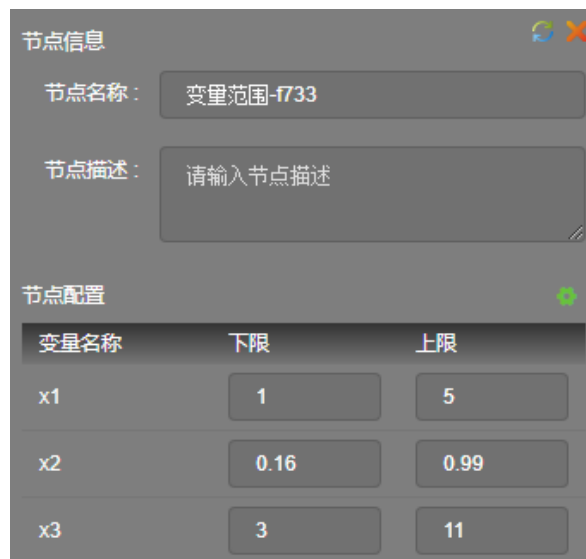 节点信息
节点名称 : 变量范围-f733
节点描述 : 请输入节点描述
节点配置
变量名称 下限 上限
x1 1 5
x2 0.16 0.99
x3 3 11